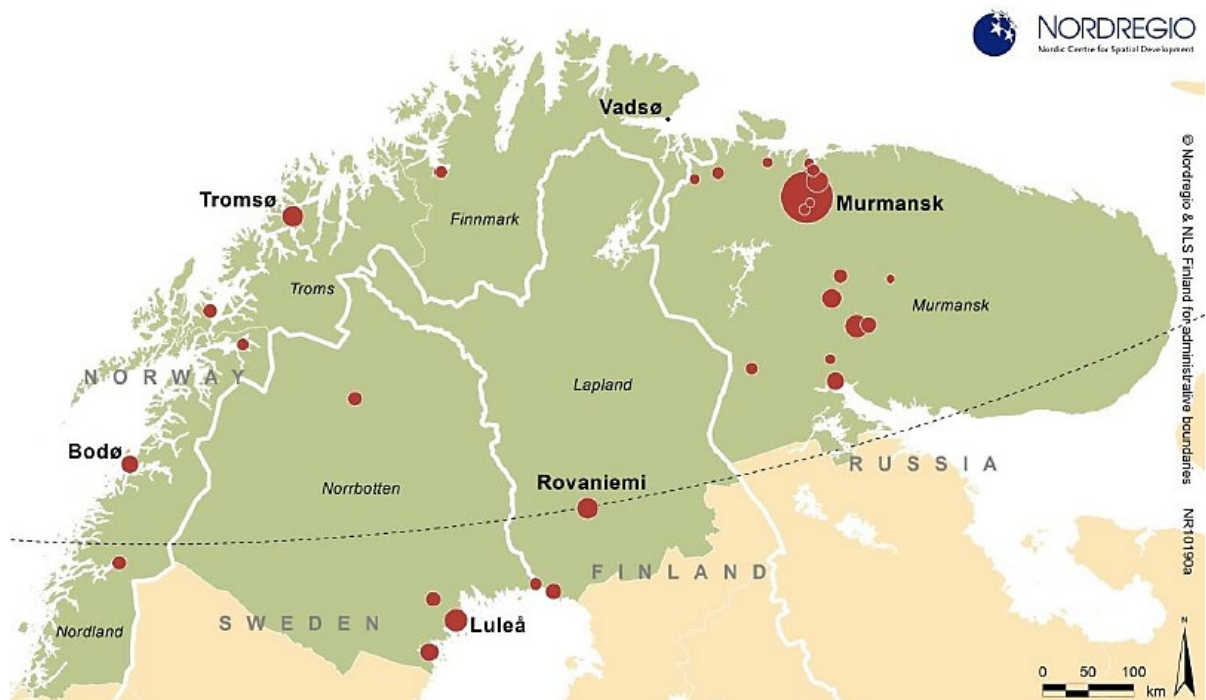 NORDREGIO
Nordic Centre for Spatial Development
Vadsø
Tromsø
Murmansk
Finnmark
Troms
Murmansk
NORWAY
Lapland
Bodø
RUSSIA
Rovaniemi
Norrbotten
FINLAND
SWEDEN
Luleå
Nordland
© Nordregio & NLS Finland for administrative boundaries
NR10190a
N
0 50 100
km